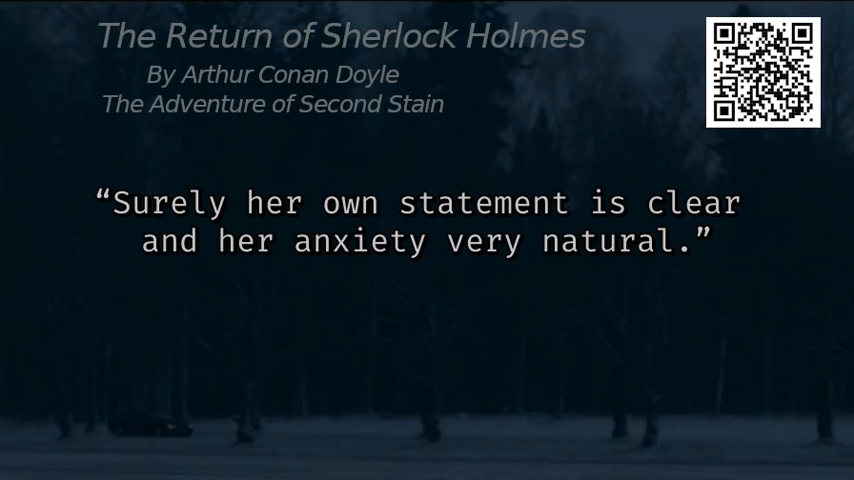 The Return of Sherlock Holmes
By Arthur Conan Doyle
The Adventure of Second Stain
“Surely her own statement is clear
and her anxiety very natural.”